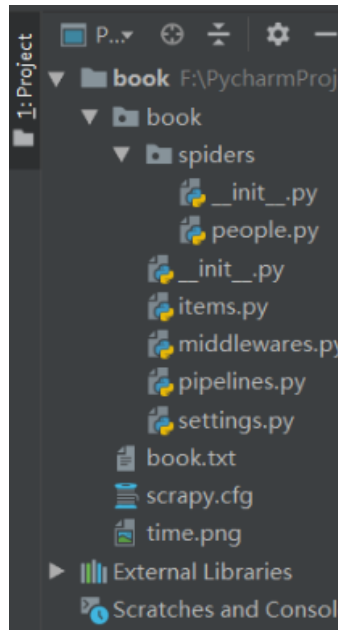 1: Project
P...
book F:\PycharmProj
book
spiders
__init__.py
people.py
__init__.py
items.py
middlewares.py
pipelines.py
settings.py
book.txt
scrapy.cfg
time.png
External Libraries
Scratches and Consol